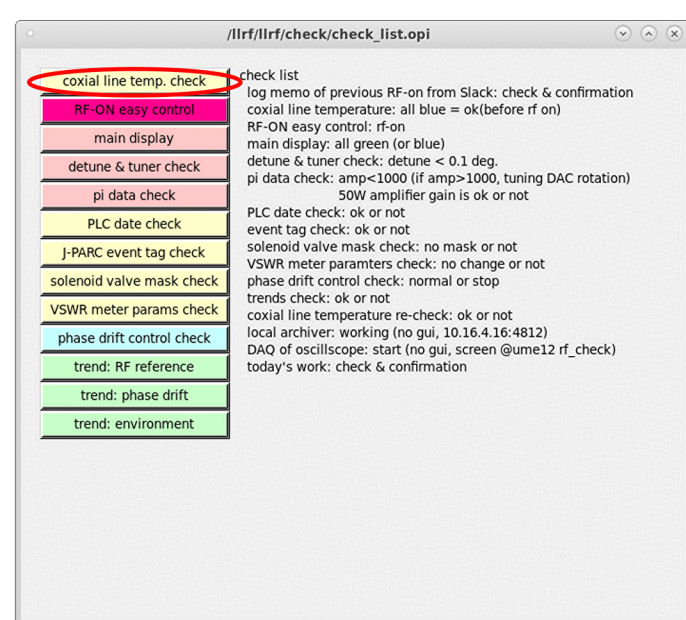 /llrf/llrf/check/check_list.opi
coxial line temp. check
RF-ON easy control
main display
detune & tuner check
pi data check
PLC date check
J-PARC event tag check
solenoid valve mask check
VSWR meter params check
phase drift control check
trend: RF reference
trend: phase drift
trend: environment
check list
log memo of previous RF-on from Slack: check & confirmation
coxial line temperature: all blue = ok(before rf on)
RF-ON easy control: rf-on
main display: all green (or blue)
detune & tuner check: detune < 0.1 deg.
pi data check: amp<1000 (if amp>1000, tuning DAC rotation)
50W amplifier gain is ok or not
PLC date check: ok or not
event tag check: ok or not
solenoid valve mask check: no mask or not
VSWR meter paramters check: no change or not
phase drift control check: normal or stop
trends check: ok or not
coxial line temperature re-check: ok or not
local archiver: working (no gui, 10.16.4.16:4812)
DAQ of oscillscope: start (no gui, screen @ume12 rf_check)
today's work: check & confirmation